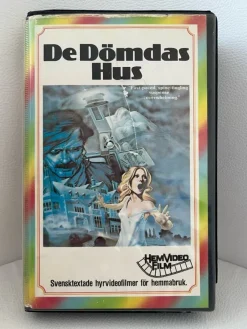 De Dömdas
Hus
HEMVIDEO
FILM
Svensktextade hyrvideofilmer för hemmabruk.